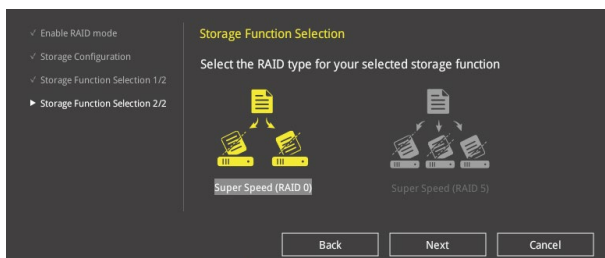 ✓ Enable RAID mode
✓ Storage Configuration
✓ Storage Function Selection 1/2
► Storage Function Selection 2/2
Storage Function Selection
Select the RAID type for your selected storage function
Super Speed (RAID 0)
Super Speed (RAID 5)
Back
Next
Cancel